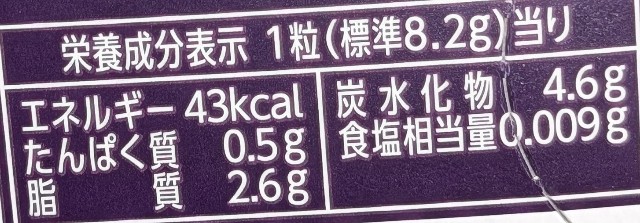 栄養成分表示 1粒(標準8.2g)当り
エネルギー 43kcal
たんぱく質 0.5g
脂質 2.6g
炭水化物 4.6g
食塩相当量 0.009g